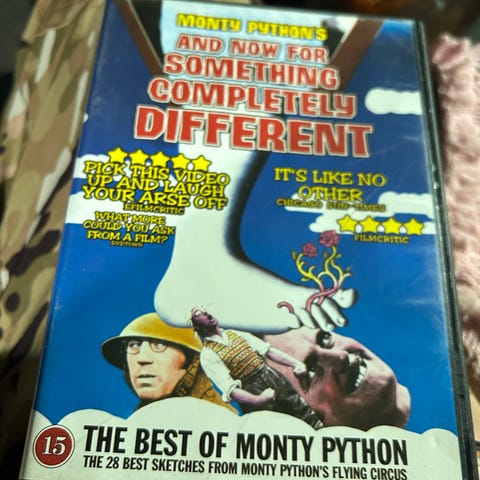 MONTY PYTHON'S
AND NOW FOR
SOMETHING
COMPLETELY
DIFFERENT
PICK THIS VIDEO
UP AND LAUGH
YOUR ARSE OFF
EFILMCRITIC
WHAT MORE
COULD YOU ASK
FROM A FILM?
DVDTOWN
IT'S LIKE NO
OTHER
CHICAGO SUN-TIMES
FILMCRITIC
15
THE BEST OF MONTY PYTHON
THE 28 BEST SKETCHES FROM MONTY PYTHON'S FLYING CIRCUS